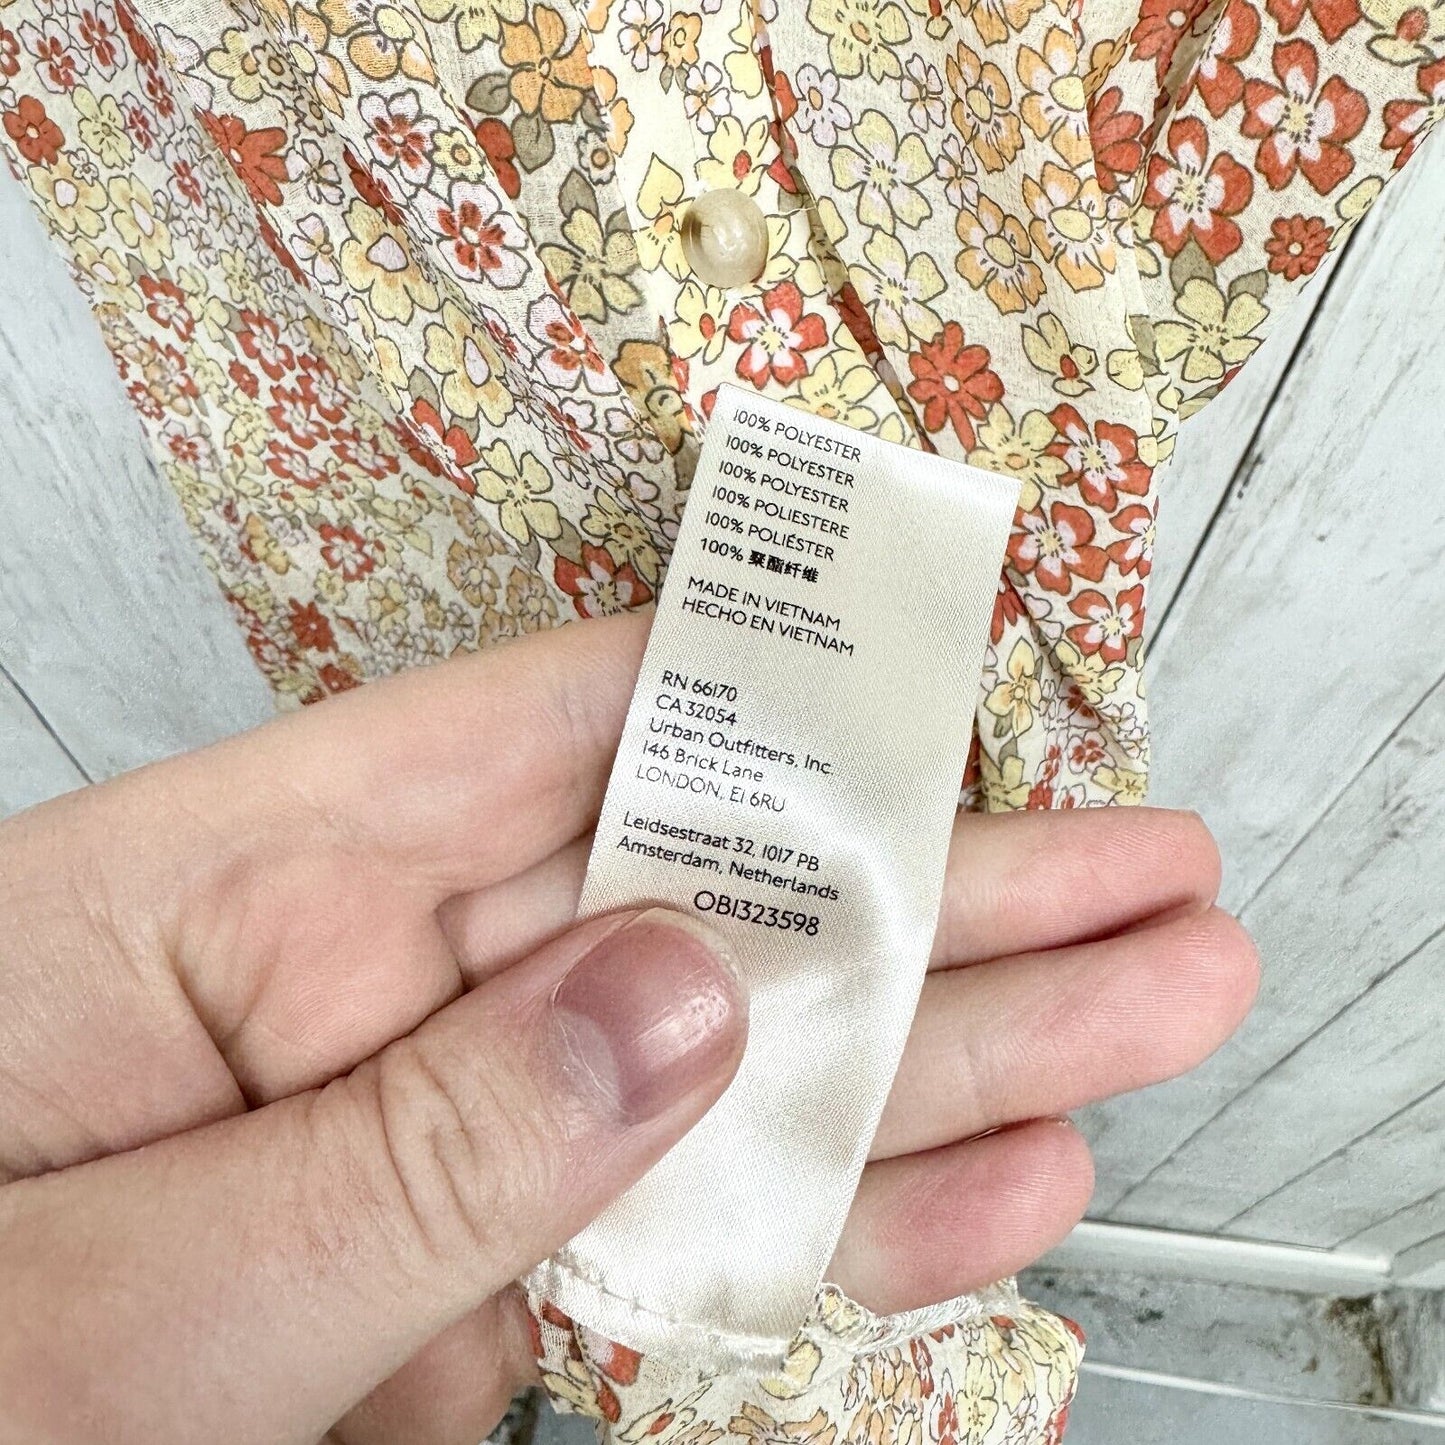 100% POLYESTER
100% POLYESTER
100% POLYESTER
100% POLIESTERE
100% POLIÉSTER
100% 聚酯纤维
MADE IN VIETNAM
HECHO EN VIETNAM
RN 66170
CA 32054
Urban Outfitters, Inc.
146 Brick Lane
LONDON, E1 6RU
Leidsestraat 32, 1017 PB
Amsterdam, Netherlands
OB1323598